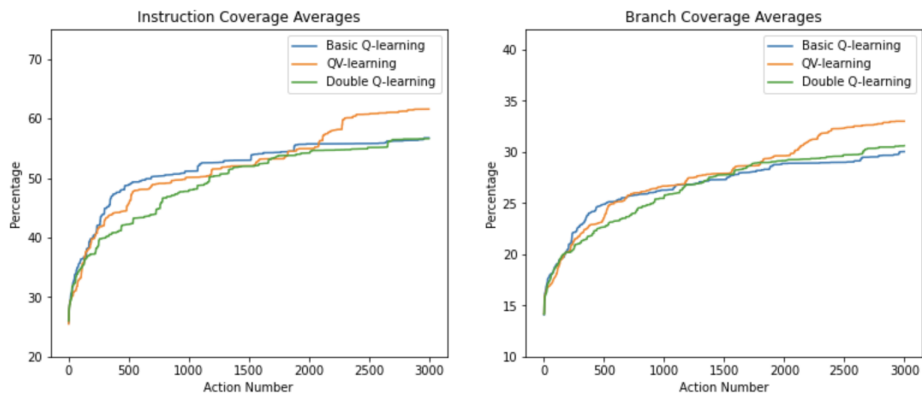 Instruction Coverage Averages
70
60
50
40
30
20
Percentage
0 500 1000 1500 2000 2500 3000
Action Number
Basic Q-learning
QV-learning
Double Q-learning
Branch Coverage Averages
40
35
30
25
20
15
10
Percentage
0 500 1000 1500 2000 2500 3000
Action Number
Basic Q-learning
QV-learning
Double Q-learning